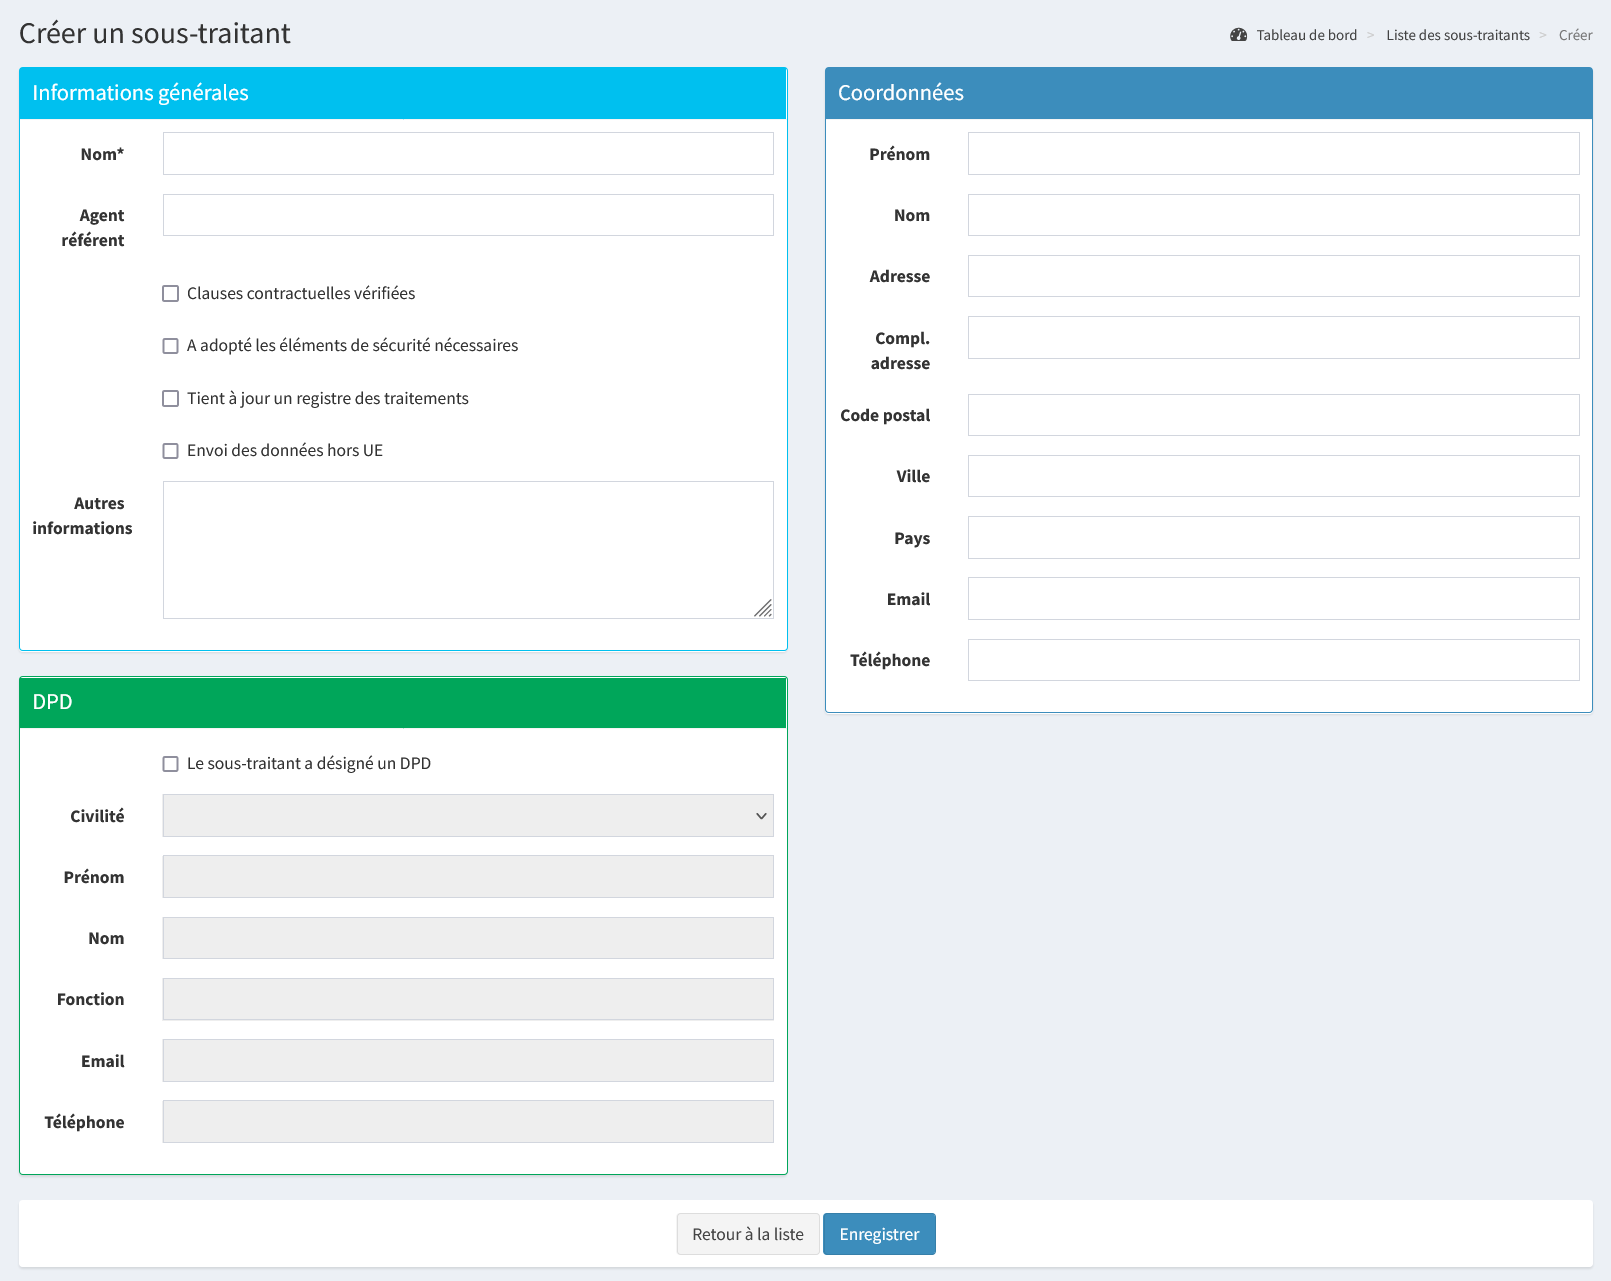 Créer un sous-traitant
Tableau de bord > Liste des sous-traitants > Créer
Informations générales
Nom*
Agent
référent
Clauses contractuelles vérifiées
A adopté les éléments de sécurité nécessaires
Tient à jour un registre des traitements
Envoi des données hors UE
Autres
informations
DPD
Le sous-traitant a désigné un DPD
Civilité
Prénom
Nom
Fonction
Email
Téléphone
Coordonnées
Prénom
Nom
Adresse
Compl.
adresse
Code postal
Ville
Pays
Email
Téléphone
Retour à la liste
Enregistrer